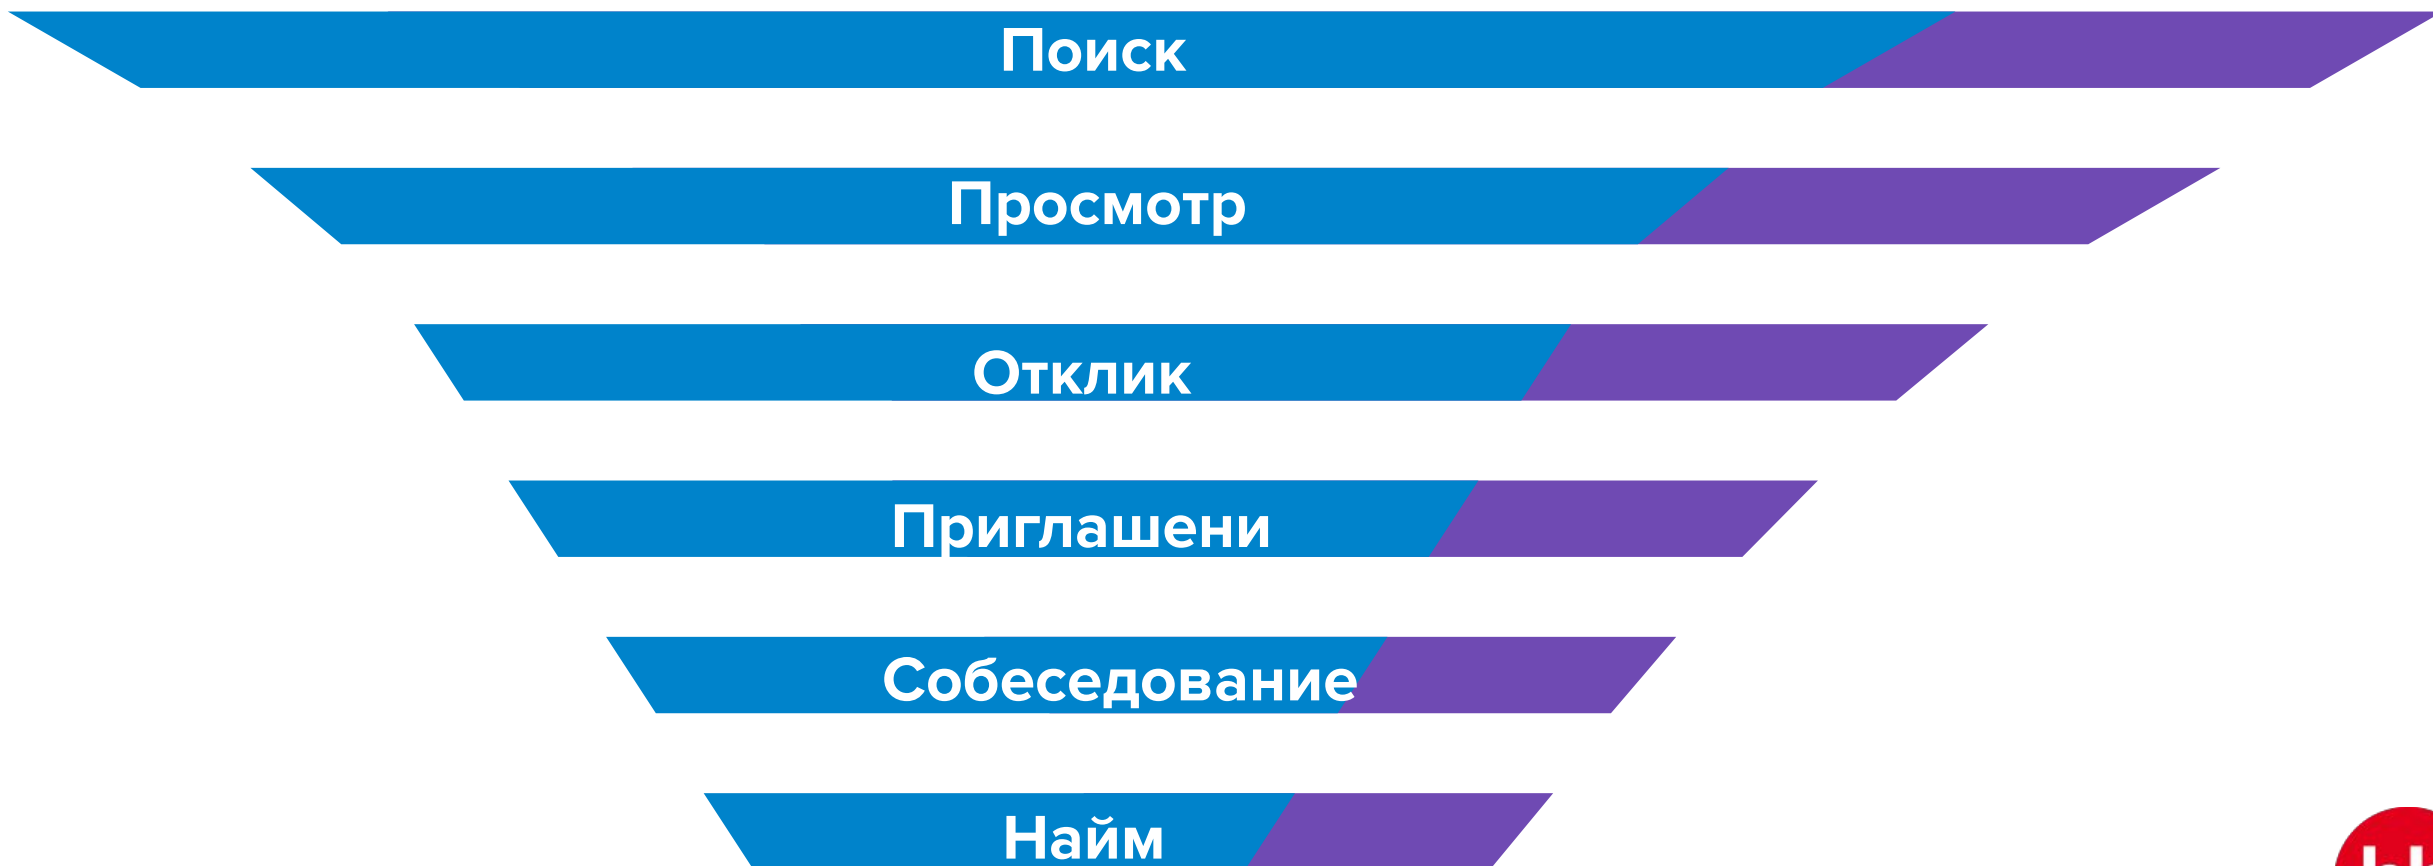 Поиск
Просмотр
Отклик
Приглашени
Собеседование
Найм